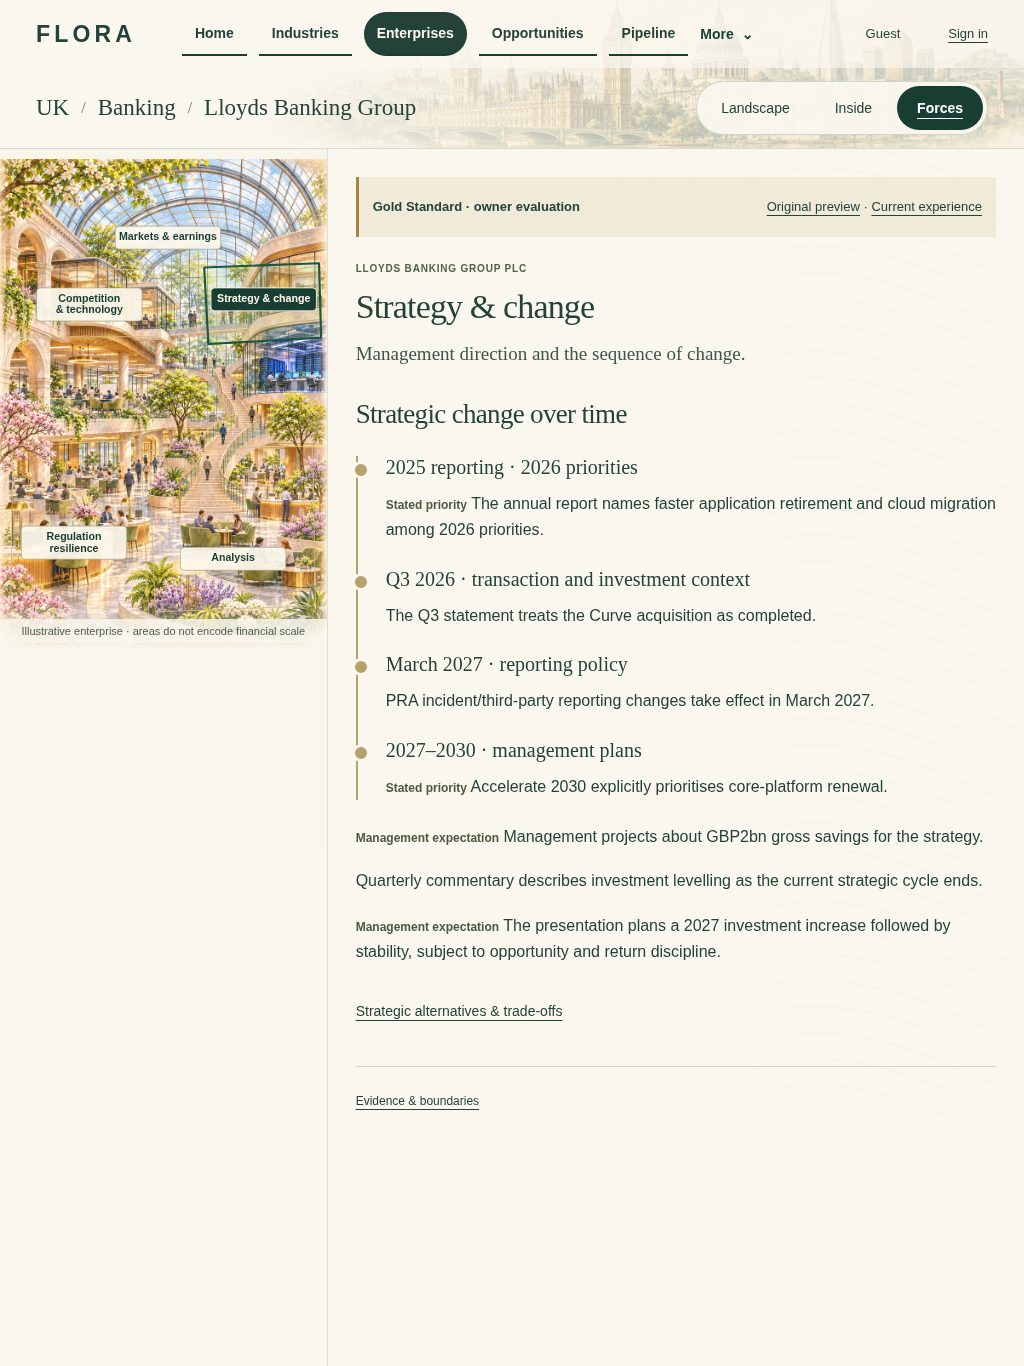 FLORA
Home
Industries
Enterprises
Opportunities
Pipeline
More
Guest
Sign in
UK / Banking / Lloyds Banking Group
Landscape
Inside
Forces
Markets & earnings
Competition
& technology
Strategy & change
Regulation
resilience
Analysis
Illustrative enterprise · areas do not encode financial scale
Gold Standard · owner evaluation
Original preview · Current experience
LLOYDS BANKING GROUP PLC
Strategy & change
Management direction and the sequence of change.
Strategic change over time
2025 reporting · 2026 priorities
Stated priority The annual report names faster application retirement and cloud migration
among 2026 priorities.
Q3 2026 · transaction and investment context
The Q3 statement treats the Curve acquisition as completed.
March 2027 · reporting policy
PRA incident/third-party reporting changes take effect in March 2027.
2027–2030 · management plans
Stated priority Accelerate 2030 explicitly prioritises core-platform renewal.
Management expectation Management projects about GBP2bn gross savings for the strategy.
Quarterly commentary describes investment levelling as the current strategic cycle ends.
Management expectation The presentation plans a 2027 investment increase followed by
stability, subject to opportunity and return discipline.
Strategic alternatives & trade-offs
Evidence & boundaries